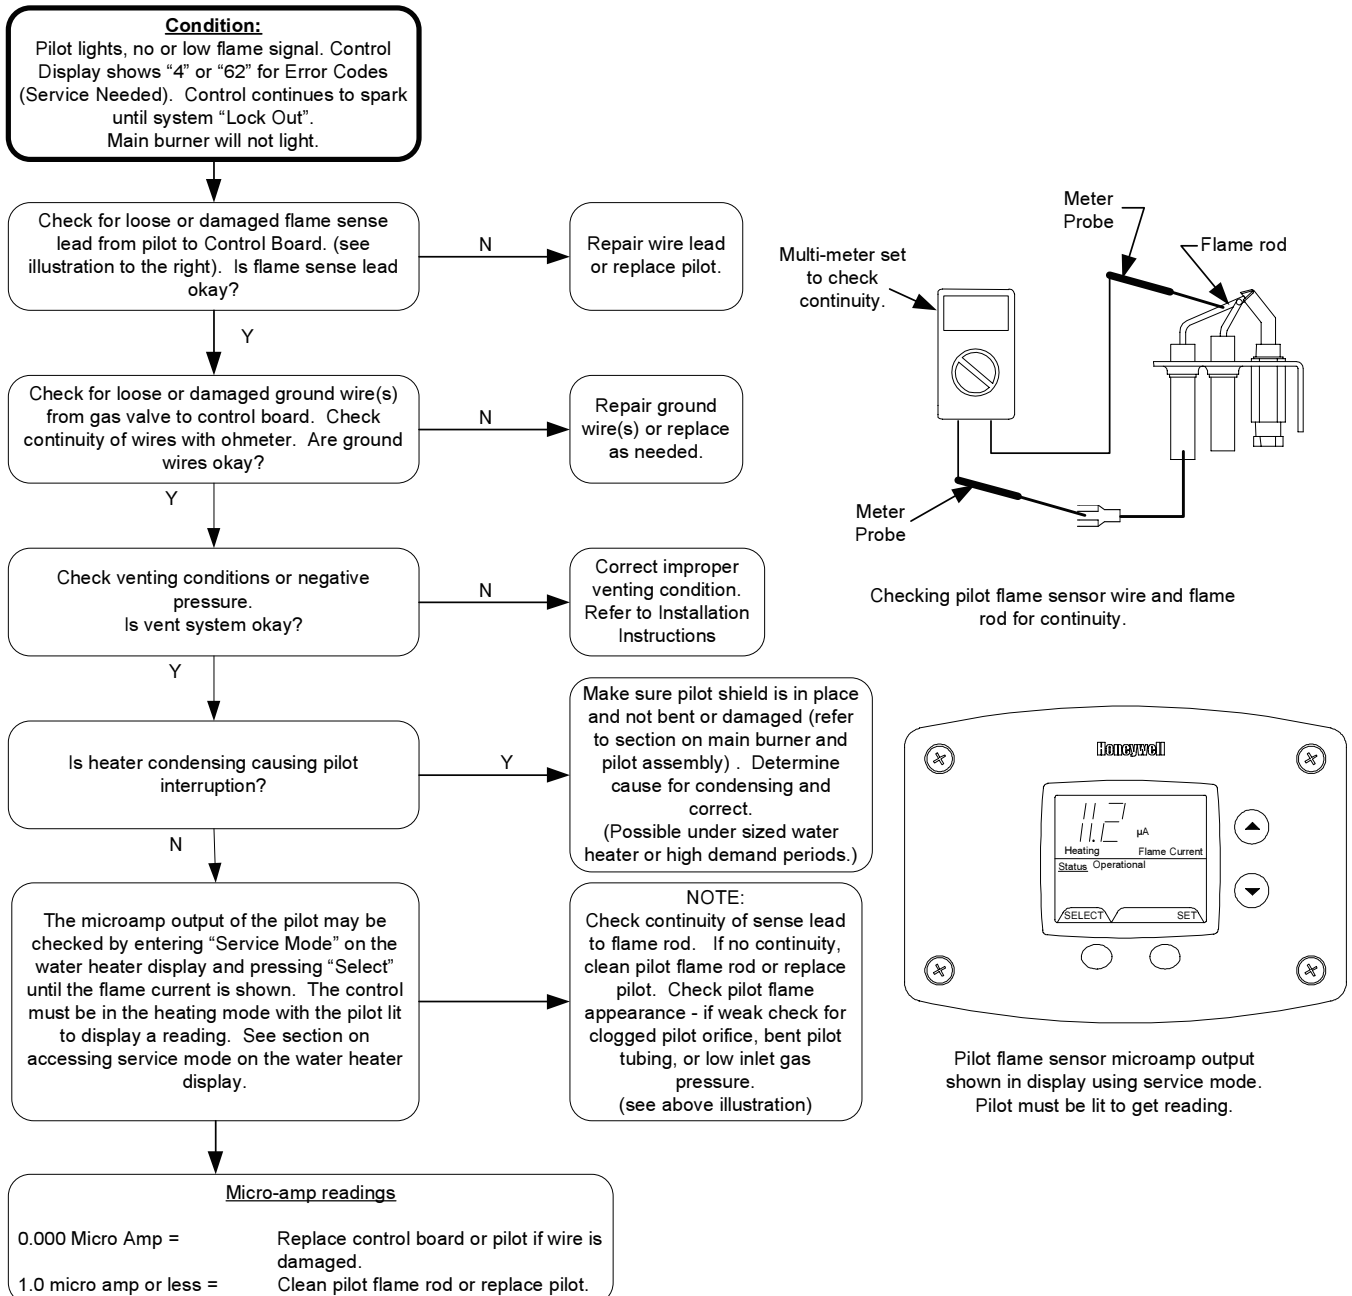 Condition:
Pilot lights, no or low flame signal. Control
Display shows “4” or “62” for Error Codes
(Service Needed).  Control continues to spark
until system “Lock Out”.
Main burner will not light.
Check for loose or damaged flame sense
lead from pilot to Control Board. (see
illustration to the right).  Is flame sense lead
okay?
N
Repair wire lead
or replace pilot.
Y
Check for loose or damaged ground wire(s)
from gas valve to control board.  Check
continuity of wires with ohmeter.  Are ground
wires okay?
N
Repair ground
wire(s) or replace
as needed.
Y
Check venting conditions or negative
pressure.
Is vent system okay?
N
Correct improper
venting condition.
Refer to Installation
Instructions
Y
Is heater condensing causing pilot
interruption?
Y
Make sure pilot shield is in place
and not bent or damaged (refer
to section on main burner and
pilot assembly) .  Determine
cause for condensing and
correct.
(Possible under sized water
heater or high demand periods.)
N
The microamp output of the pilot may be
checked by entering “Service Mode” on the
water heater display and pressing “Select”
until the flame current is shown.  The control
must be in the heating mode with the pilot lit
to display a reading.  See section on
accessing service mode on the water heater
display.
NOTE:
Check continuity of sense lead
to flame rod.   If no continuity,
clean pilot flame rod or replace
pilot.  Check pilot flame
appearance - if weak check for
clogged pilot orifice, bent pilot
tubing, or low inlet gas
pressure.
(see above illustration)
Micro-amp readings
0.000 Micro Amp = Replace control board or pilot if wire is
damaged.
1.0 micro amp or less = Clean pilot flame rod or replace pilot.
Meter
Probe
Flame rod
Multi-meter set
to check
continuity.
Meter
Probe
Checking pilot flame sensor wire and flame
rod for continuity.
Honeywell
11.2 µA
Heating Flame Current
Status Operational
SELECT SET
Pilot flame sensor microamp output
shown in display using service mode.
Pilot must be lit to get reading.